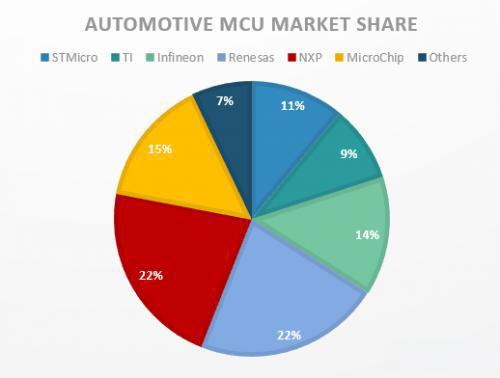 AUTOMOTIVE MCU MARKET SHARE
STMicro TI Infineon Renesas NXP MicroChip Others
7% 11%
15% 9%
14%
22%
22%